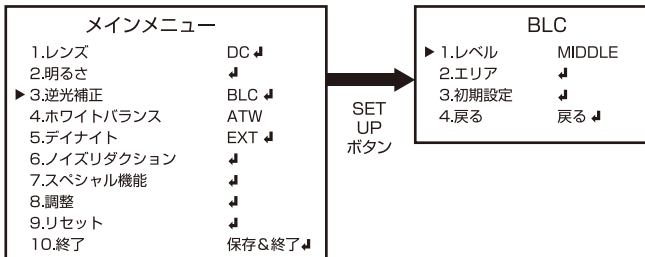 メインメニュー
1.レンズ DC ↲
2.明るさ ↲
▶ 3.逆光補正 BLC ↲
4.ホワイトバランス ATW
5.デイナイト EXT ↲
6.ノイズリダクション ↲
7.スペシャル機能 ↲
8.調整 ↲
9.リセット ↲
10.終了 保存&終了↲
SET
UP
ボタン
BLC
▶ 1.レベル MIDDLE
2.エリア ↲
3.初期設定 ↲
4.戻る 戻る ↲